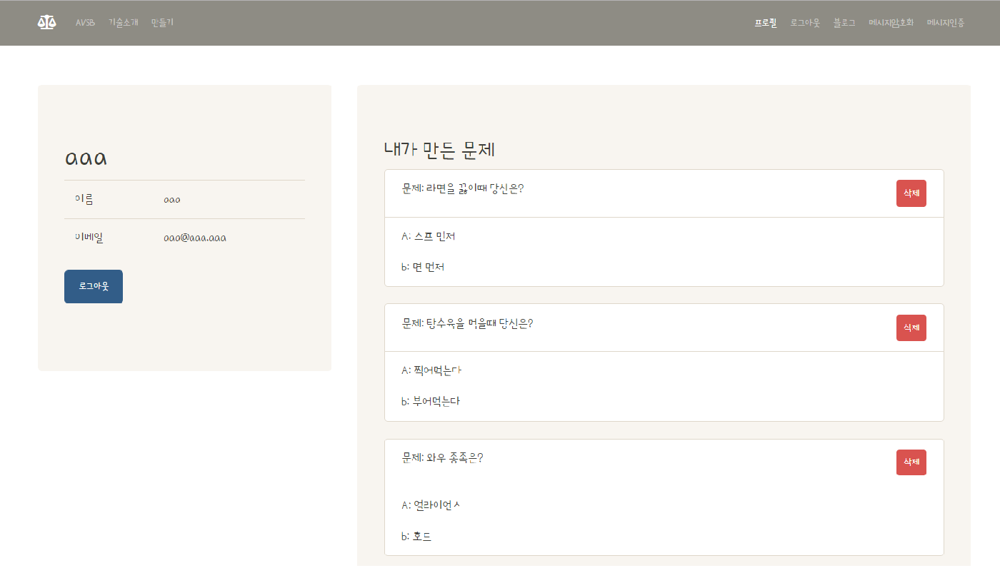 AVSB 기술소개 만들기 프로필 로그아웃 블로그 메시지암호화 메시지인증
aaa
이름 aaa
이메일 aaa@aaa.aaa
로그아웃
내가 만든 문제
문제: 라면을 끓이때 당신은? 삭제
A: 스프 먼저
b: 면 먼저
문제: 탕수육을 먹을때 당신은? 삭제
A: 찍어먹는다
b: 부어먹는다
문제: 와우 종족은? 삭제
A: 얼라이언스
b: 호드